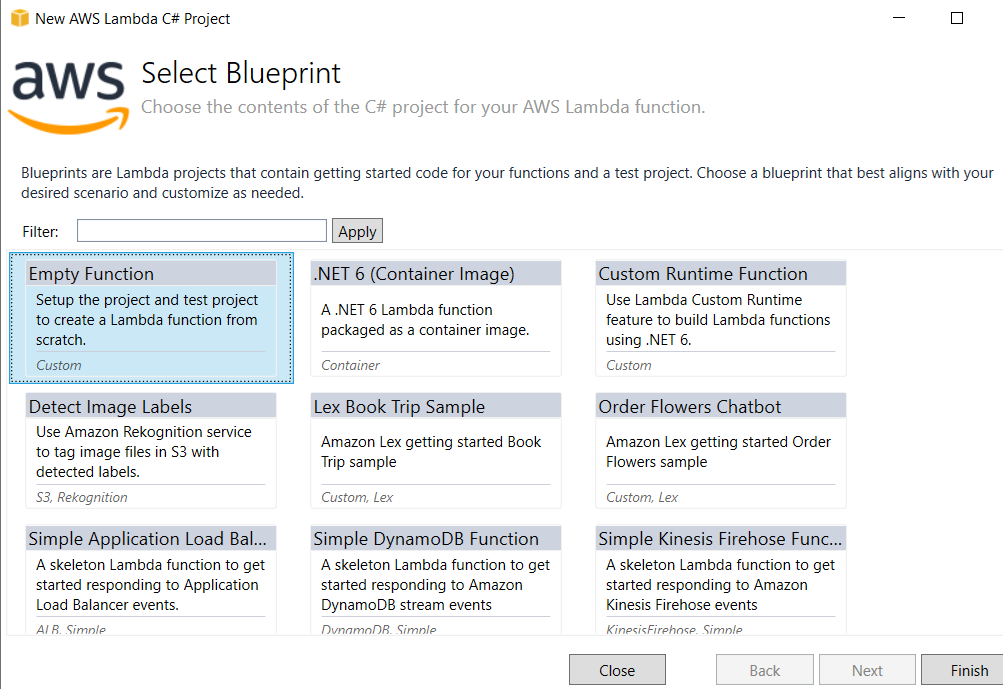 New AWS Lambda C# Project
aws
Select Blueprint
Choose the contents of the C# project for your AWS Lambda function.
Blueprints are Lambda projects that contain getting started code for your functions and a test project. Choose a blueprint that best aligns with your
desired scenario and customize as needed.
Filter:
Apply
Empty Function
Setup the project and test project
to create a Lambda function from
scratch.
Custom
.NET 6 (Container Image)
A .NET 6 Lambda function
packaged as a container image.
Container
Custom Runtime Function
Use Lambda Custom Runtime
feature to build Lambda functions
using .NET 6.
Custom
Detect Image Labels
Use Amazon Rekognition service
to tag image files in S3 with
detected labels.
S3, Rekognition
Lex Book Trip Sample
Amazon Lex getting started Book
Trip sample
Custom, Lex
Order Flowers Chatbot
Amazon Lex getting started Order
Flowers sample
Custom, Lex
Simple Application Load Bal...
A skeleton Lambda function to get
started responding to Application
Load Balancer events.
ALB, Simple
Simple DynamoDB Function
A skeleton Lambda function to get
started responding to Amazon
DynamoDB stream events
DynamoDB, Simple
Simple Kinesis Firehose Func...
A skeleton Lambda function to get
started responding to Amazon
Kinesis Firehose events
KinesisFirehose, Simple
Close
Back
Next
Finish